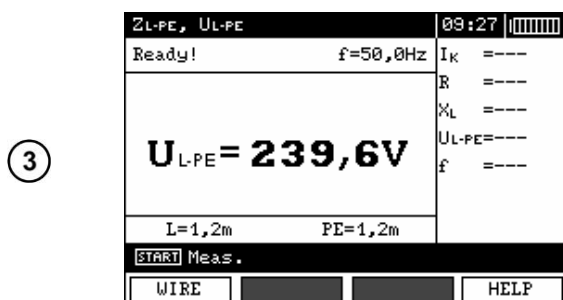 ZL-PE, UL-PE 09:27
Ready! f=50,0Hz
IK =---
R =---
XL =---
UL-PE=---
f =---
3
UL-PE= 239,6V
L=1,2m PE=1,2m
START Meas.
WIRE HELP